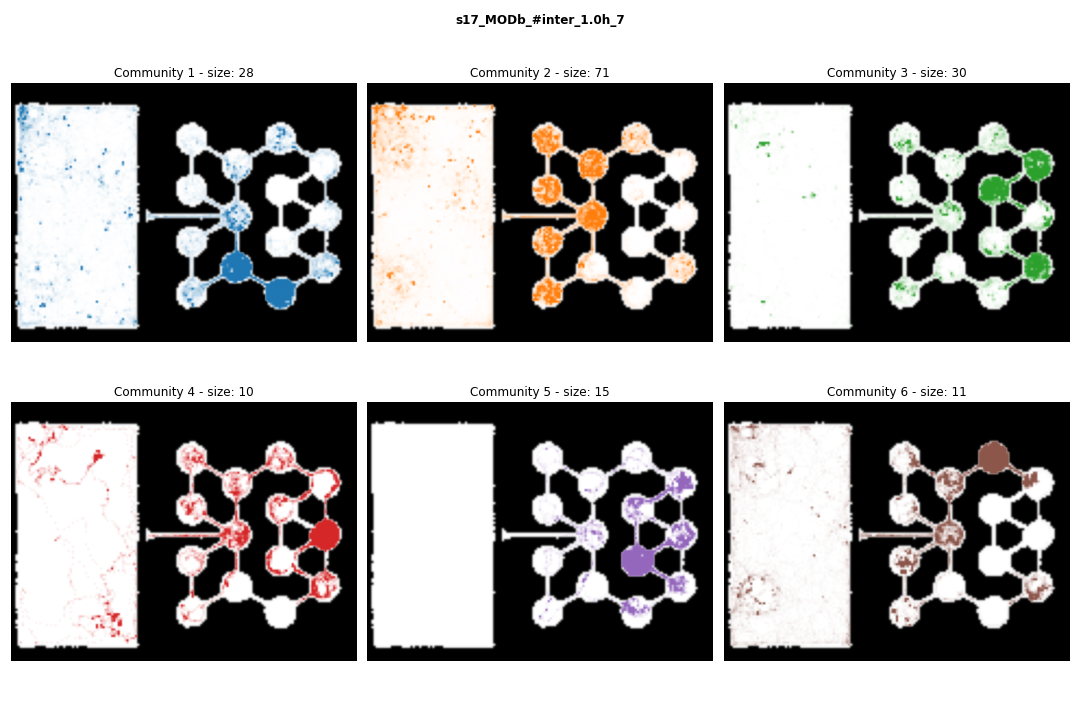 s17_MODb_#inter_1.0h_7
Community 1 - size: 28
Community 2 - size: 71
Community 3 - size: 30
Community 4 - size: 10
Community 5 - size: 15
Community 6 - size: 11